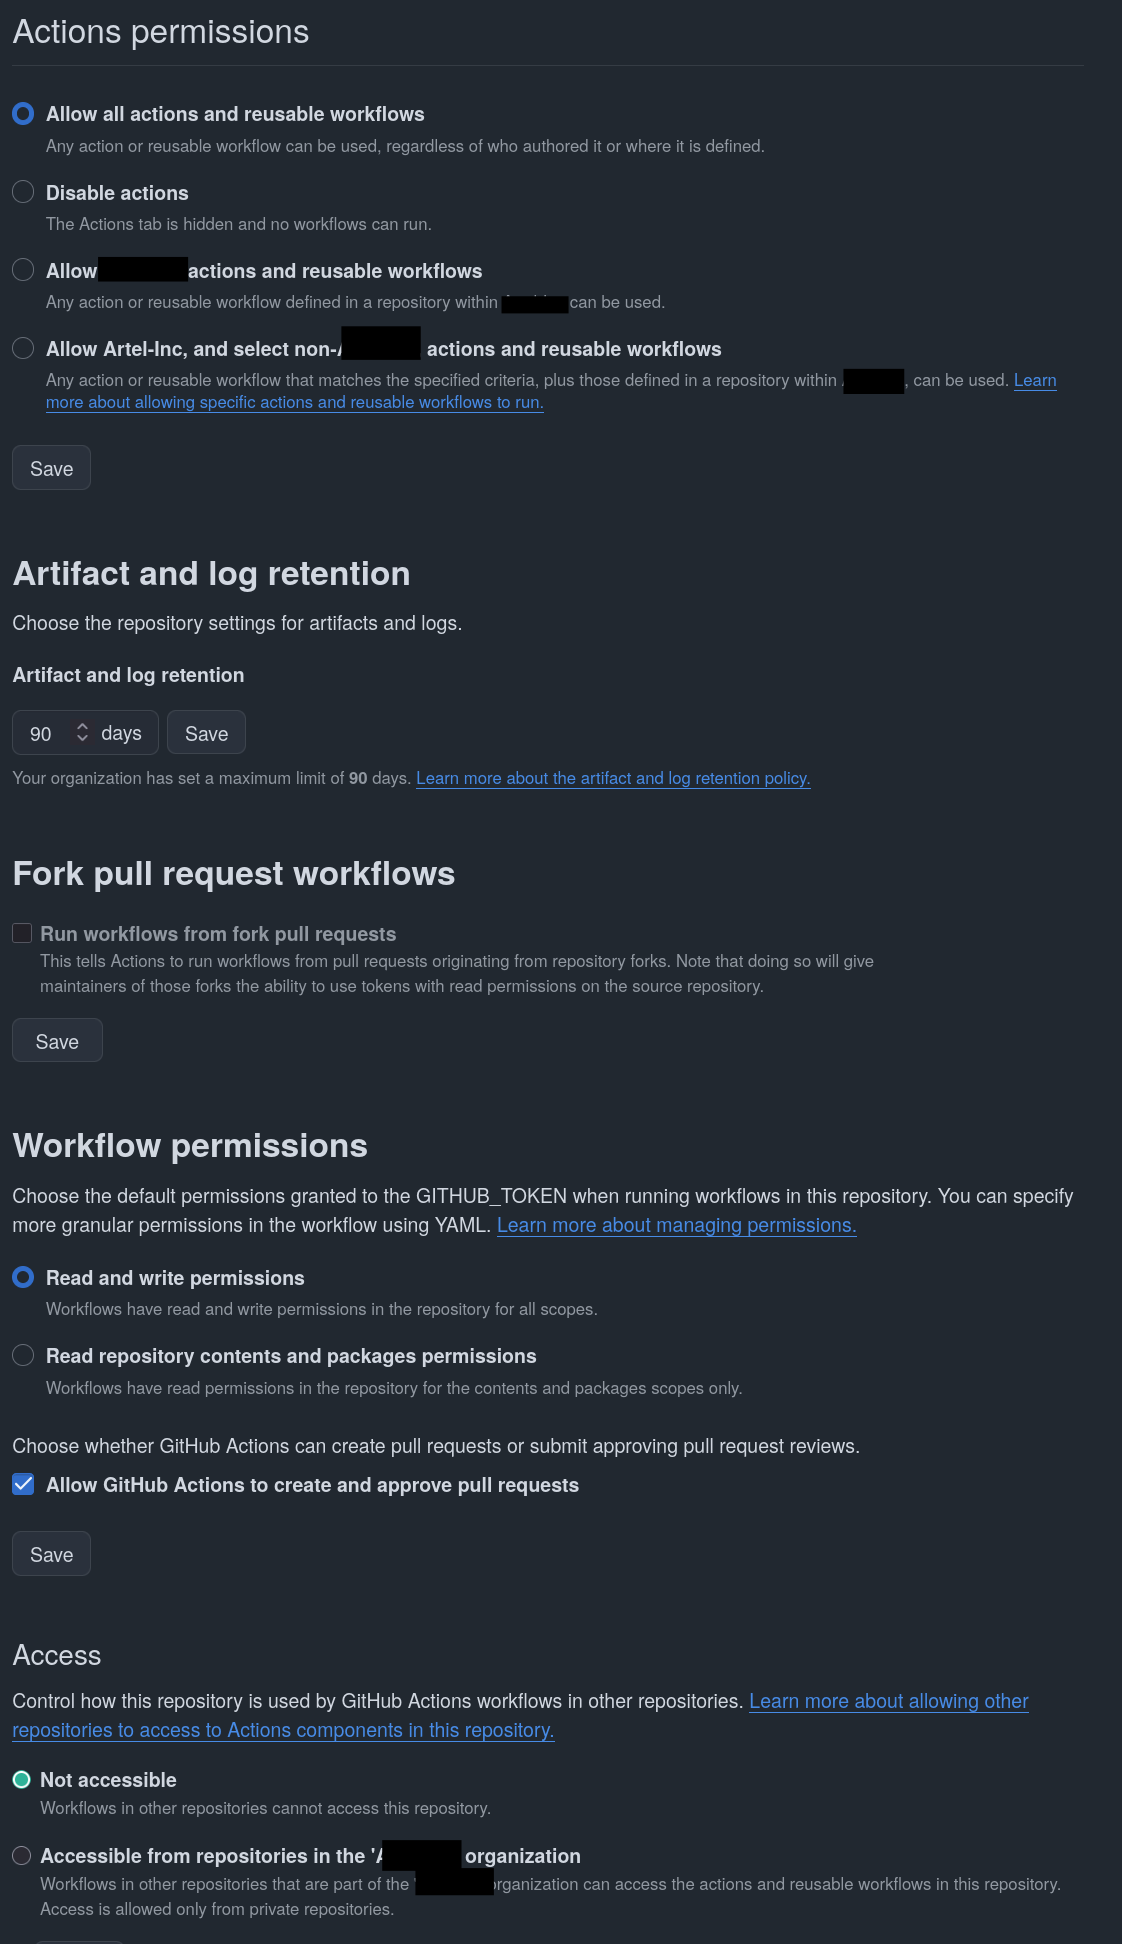 Actions permissions
Allow all actions and reusable workflows
Any action or reusable workflow can be used, regardless of who authored it or where it is defined.
Disable actions
The Actions tab is hidden and no workflows can run.
Allow actions and reusable workflows
Any action or reusable workflow defined in a repository within can be used.
Allow Artel-Inc, and select non- actions and reusable workflows
Any action or reusable workflow that matches the specified criteria, plus those defined in a repository within , can be used. Learn
more about allowing specific actions and reusable workflows to run.
Save
Artifact and log retention
Choose the repository settings for artifacts and logs.
Artifact and log retention
90 days Save
Your organization has set a maximum limit of 90 days. Learn more about the artifact and log retention policy.
Fork pull request workflows
Run workflows from fork pull requests
This tells Actions to run workflows from pull requests originating from repository forks. Note that doing so will give
maintainers of those forks the ability to use tokens with read permissions on the source repository.
Save
Workflow permissions
Choose the default permissions granted to the GITHUB_TOKEN when running workflows in this repository. You can specify
more granular permissions in the workflow using YAML. Learn more about managing permissions.
Read and write permissions
Workflows have read and write permissions in the repository for all scopes.
Read repository contents and packages permissions
Workflows have read permissions in the repository for the contents and packages scopes only.
Choose whether GitHub Actions can create pull requests or submit approving pull request reviews.
Allow GitHub Actions to create and approve pull requests
Save
Access
Control how this repository is used by GitHub Actions workflows in other repositories. Learn more about allowing other
repositories to access to Actions components in this repository.
Not accessible
Workflows in other repositories cannot access this repository.
Accessible from repositories in the ' organization
Workflows in other repositories that are part of the ' rganization can access the actions and reusable workflows in this repository.
Access is allowed only from private repositories.